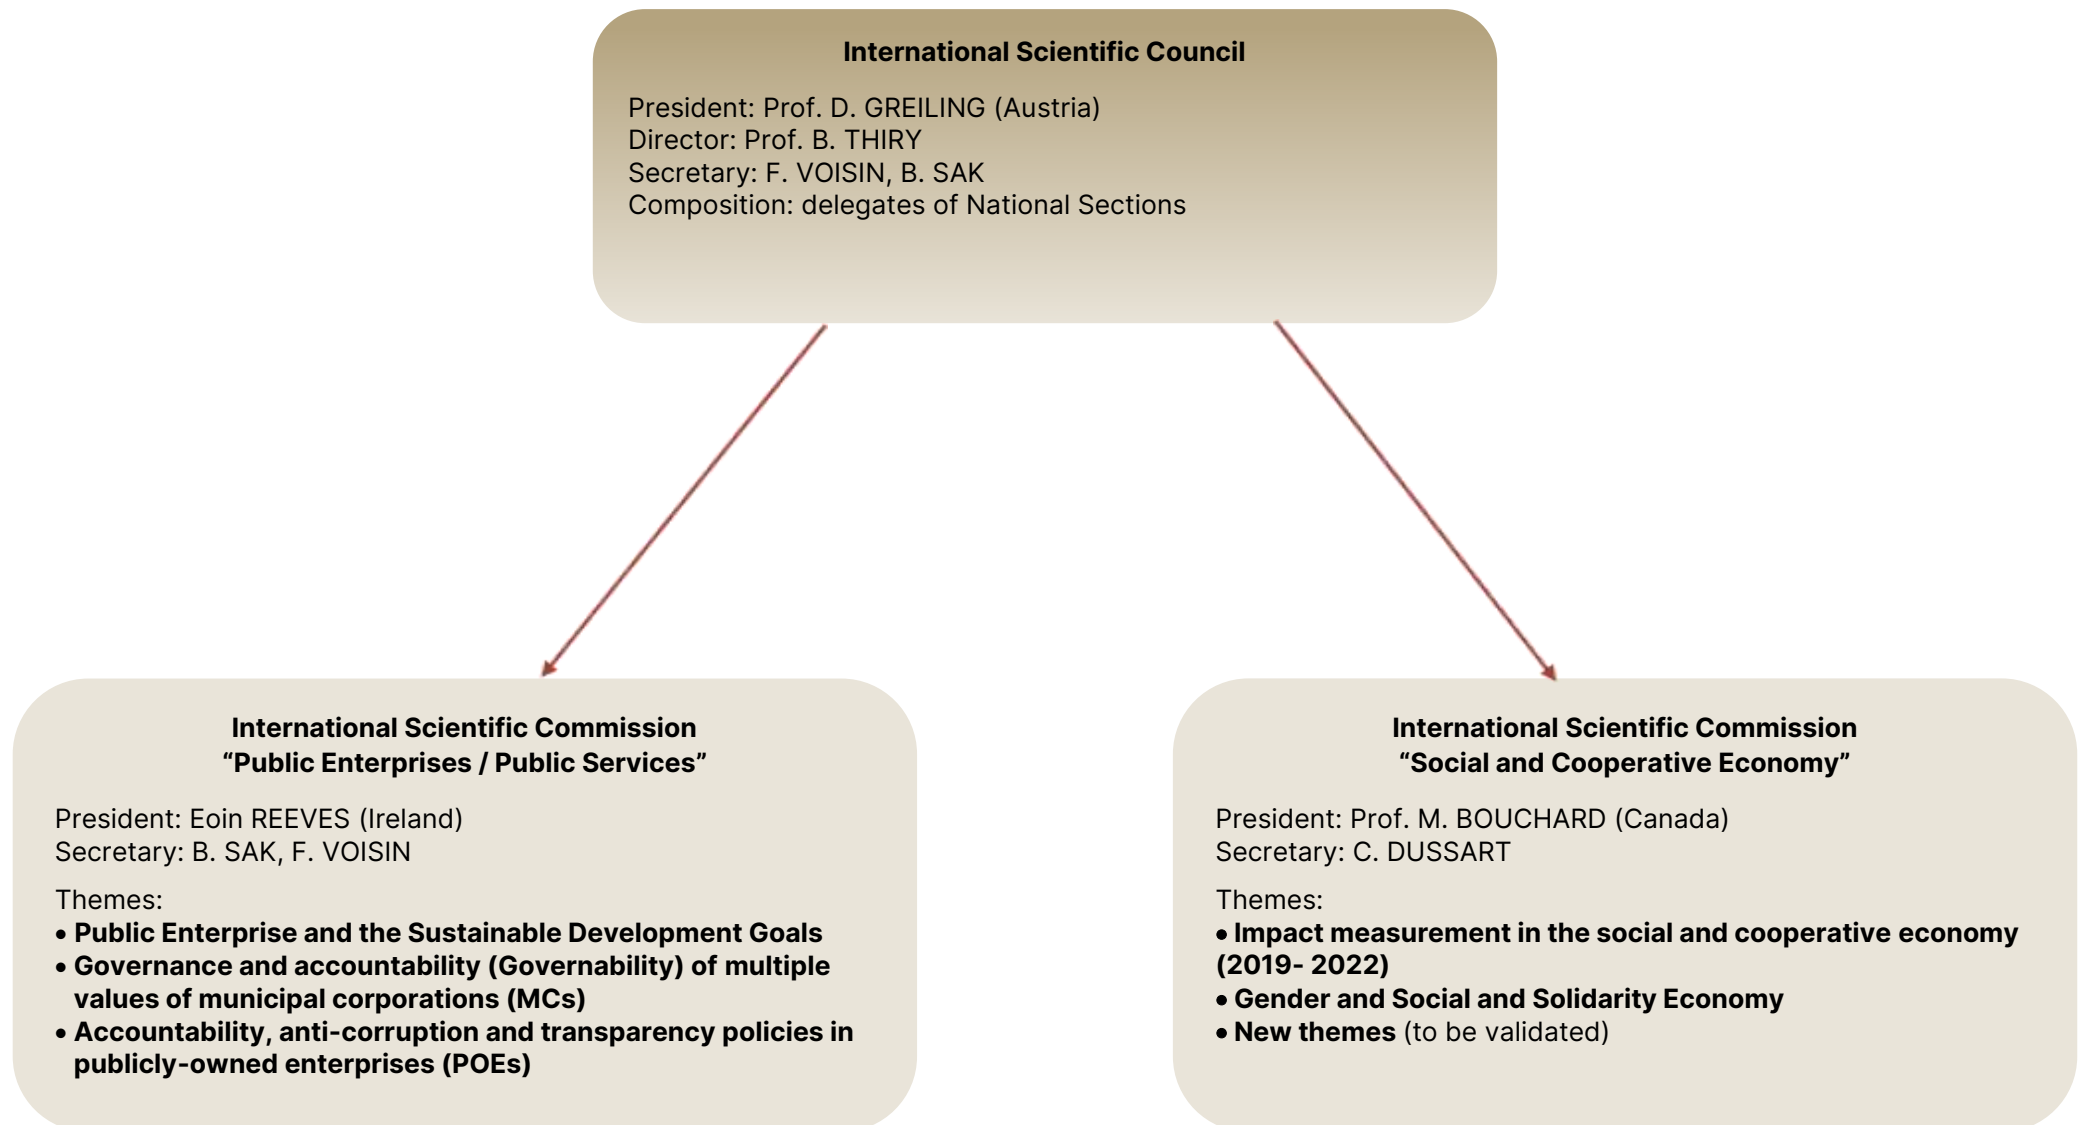 International Scientific Council
President: Prof. D. GREILING (Austria)
Director: Prof. B. THIRY
Secretary: F. VOISIN, B. SAK
Composition: delegates of National Sections
International Scientific Commission
“Public Enterprises / Public Services”
President: Eoin REEVES (Ireland)
Secretary: B. SAK, F. VOISIN
Themes:
• Public Enterprise and the Sustainable Development Goals
• Governance and accountability (Governability) of multiple
values of municipal corporations (MCs)
• Accountability, anti-corruption and transparency policies in
publicly-owned enterprises (POEs)
International Scientific Commission
“Social and Cooperative Economy”
President: Prof. M. BOUCHARD (Canada)
Secretary: C. DUSSART
Themes:
• Impact measurement in the social and cooperative economy
(2019- 2022)
• Gender and Social and Solidarity Economy
• New themes (to be validated)